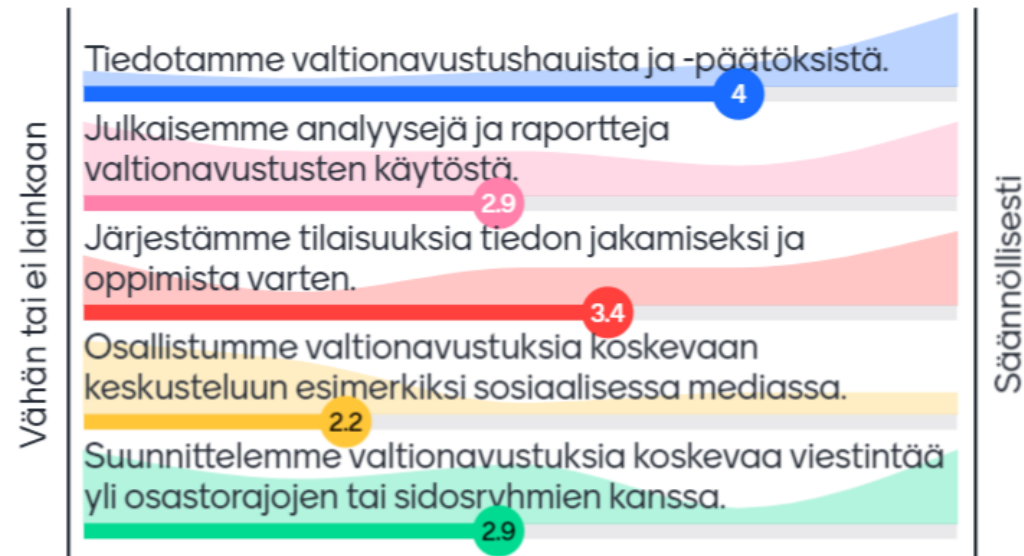 Tiedotamme valtionavustushauista ja -päätöksistä.
4
Julkaisemme analyysejä ja raportteja
valtionavustusten käytöstä.
2.9
Järjestämme tilaisuuksia tiedon jakamiseksi ja
oppimista varten.
3.4
Osallistumme valtionavustuksia koskevaan
keskusteluun esimerkiksi sosiaalisessa mediassa.
2.2
Suunnittelemme valtionavustuksia koskevaa viestintää
yli osastorajojen tai sidosryhmien kanssa.
2.9
Vähän tai ei lainkaan
Säännöllisesti